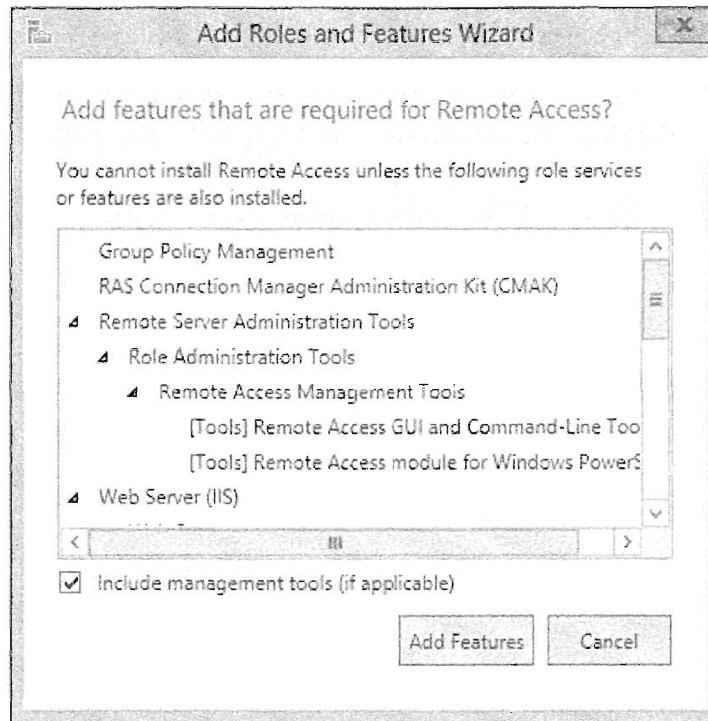 Add Roles and Features Wizard
Add features that are required for Remote Access?
You cannot install Remote Access unless the following role services
or features are also installed.
Group Policy Management
RAS Connection Manager Administration Kit (CMAK)
Remote Server Administration Tools
Role Administration Tools
Remote Access Management Tools
[Tools] Remote Access GUI and Command-Line Too
[Tools] Remote Access module for Windows PowerS
Web Server (IIS)
Include management tools (if applicable)
Add Features
Cancel